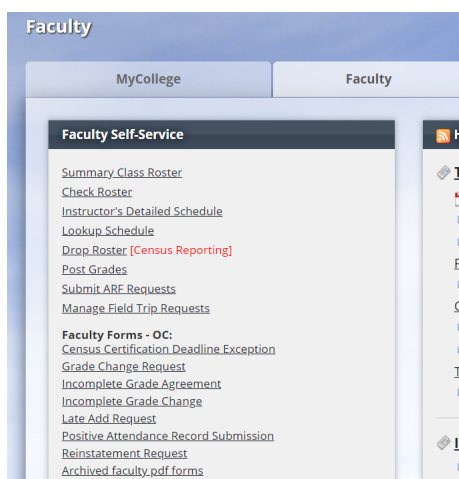 Faculty
MyCollege
Faculty
Faculty Self-Service
Summary Class Roster
Check Roster
Instructor's Detailed Schedule
Lookup Schedule
Drop Roster [Census Reporting]
Post Grades
Submit ARF Requests
Manage Field Trip Requests
Faculty Forms - OC:
Census Certification Deadline Exception
Grade Change Request
Incomplete Grade Agreement
Incomplete Grade Change
Late Add Request
Positive Attendance Record Submission
Reinstatement Request
Archived faculty pdf forms